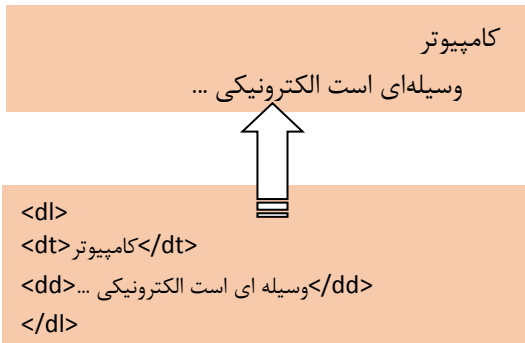 کامپیوتر
وسیله‌ای است الکترونیکی ...
<dl>
<dt>کامپیوتر</dt>
<dd>وسیله ای است الکترونیکی ...</dd>
</dl>